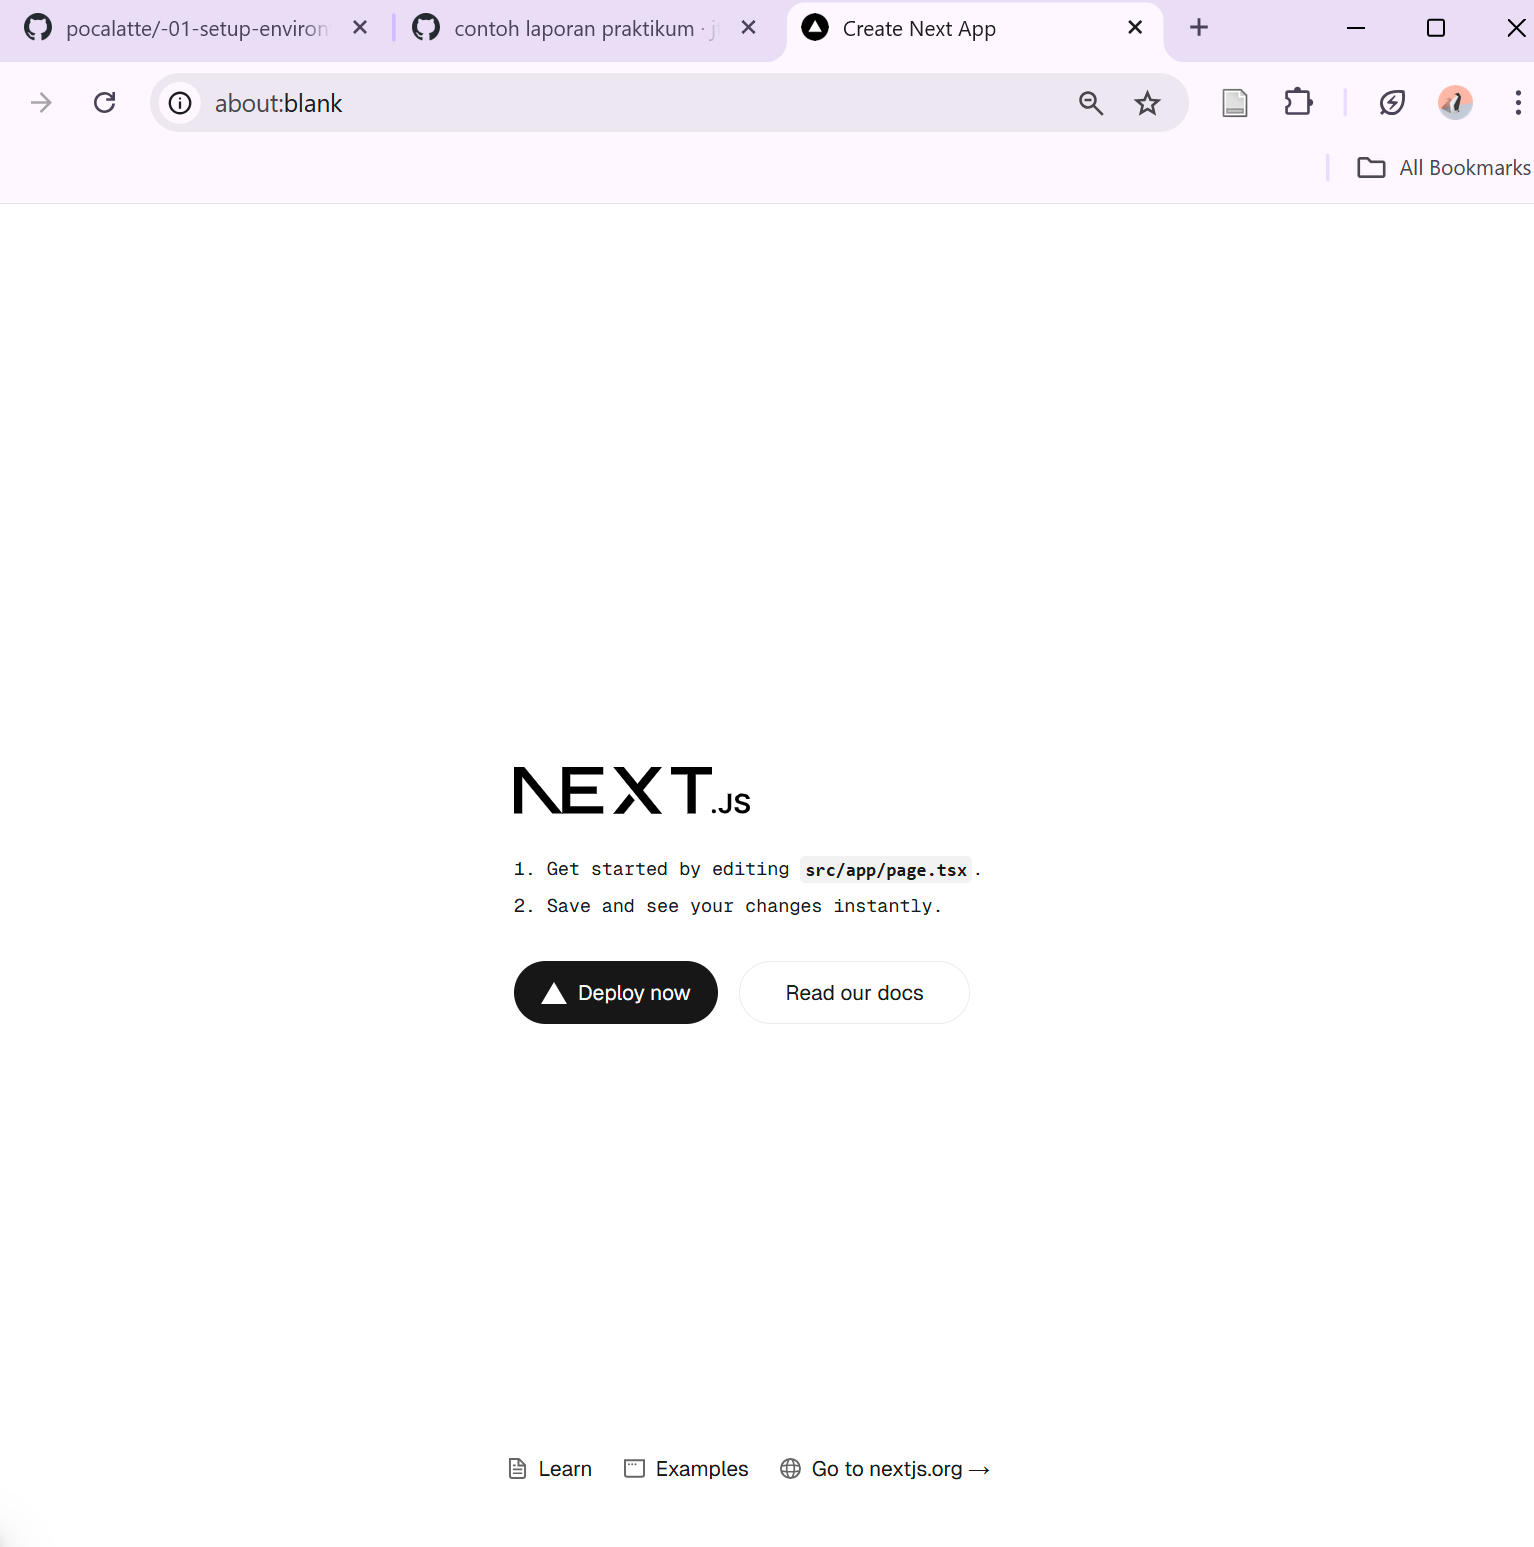 pocalatte/-01-setup-environ
contoh laporan praktikum ·
Create Next App
about:blank
All Bookmarks
NEXT.JS
1. Get started by editing src/app/page.tsx.
2. Save and see your changes instantly.
Deploy now
Read our docs
Learn
Examples
Go to nextjs.org →